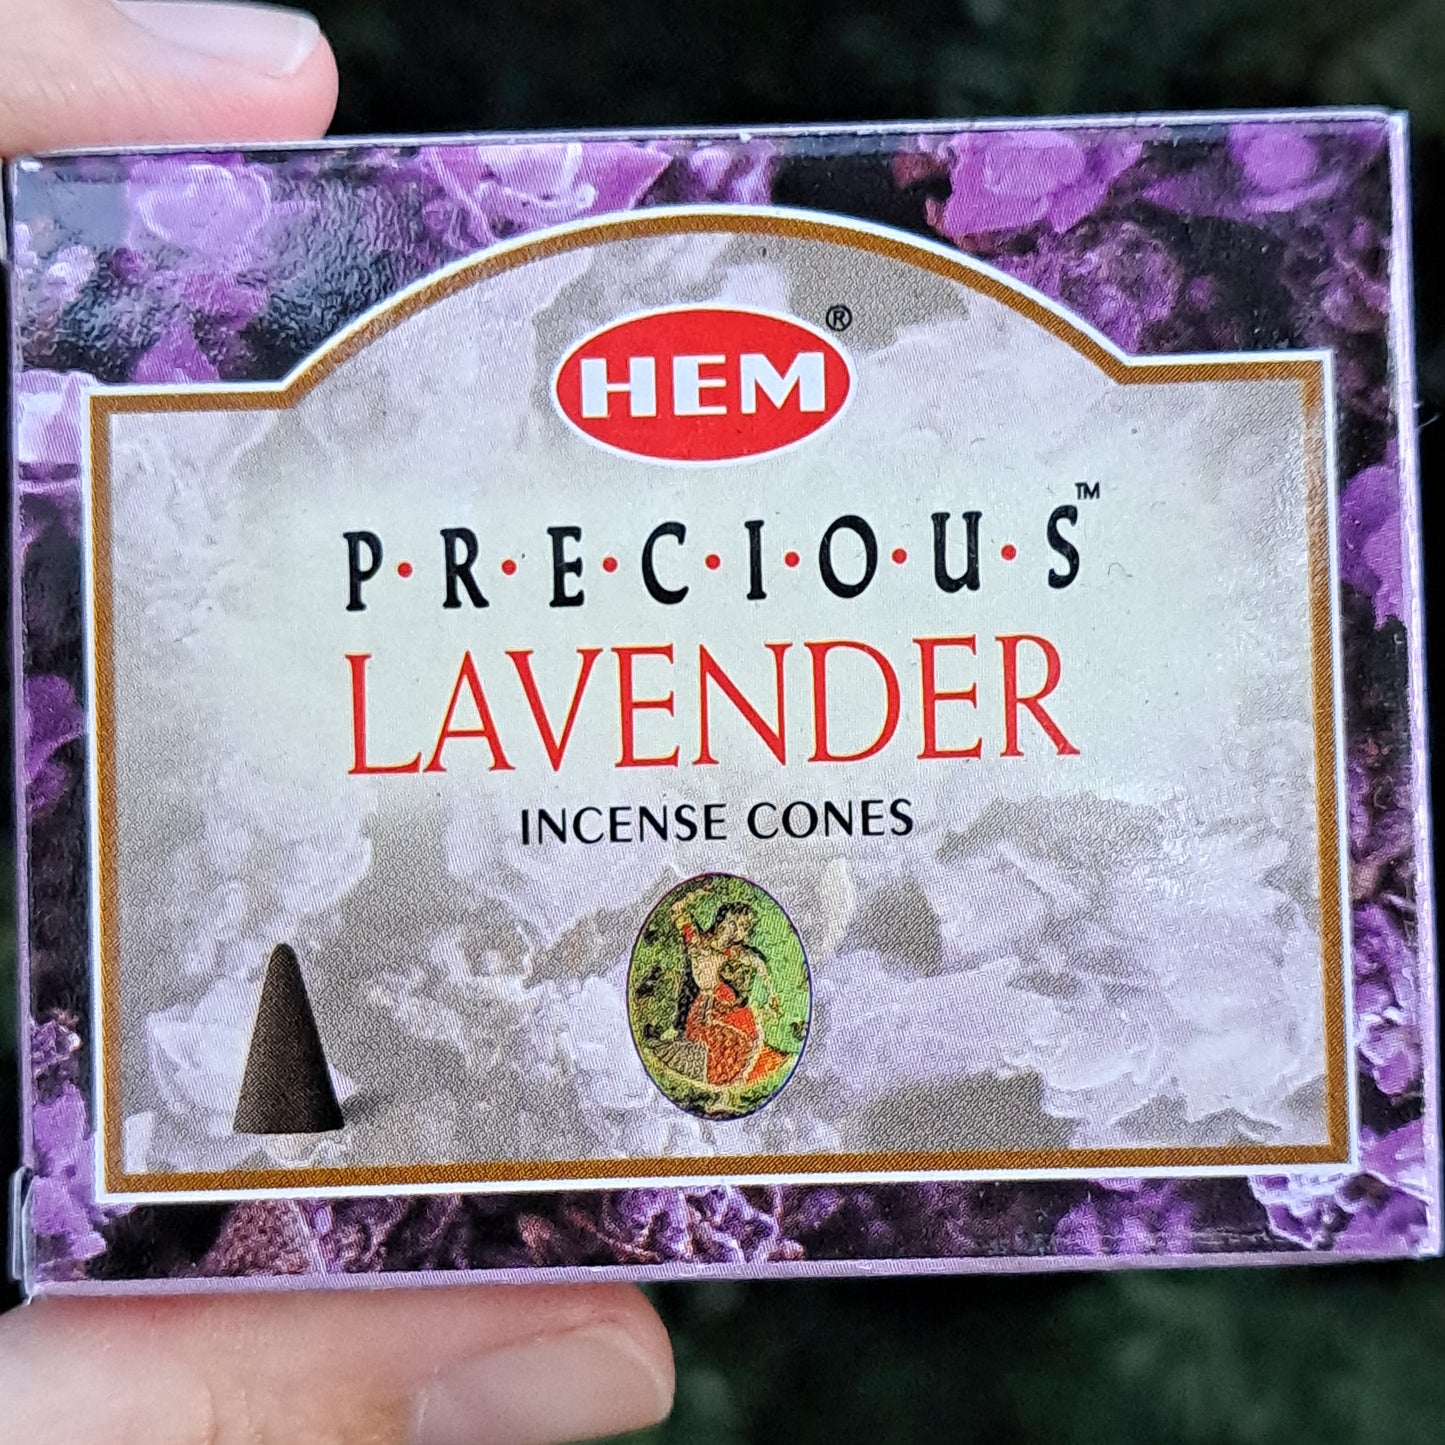 HEM®
P·R·E·C·I·O·U·S™
LAVENDER
INCENSE CONES